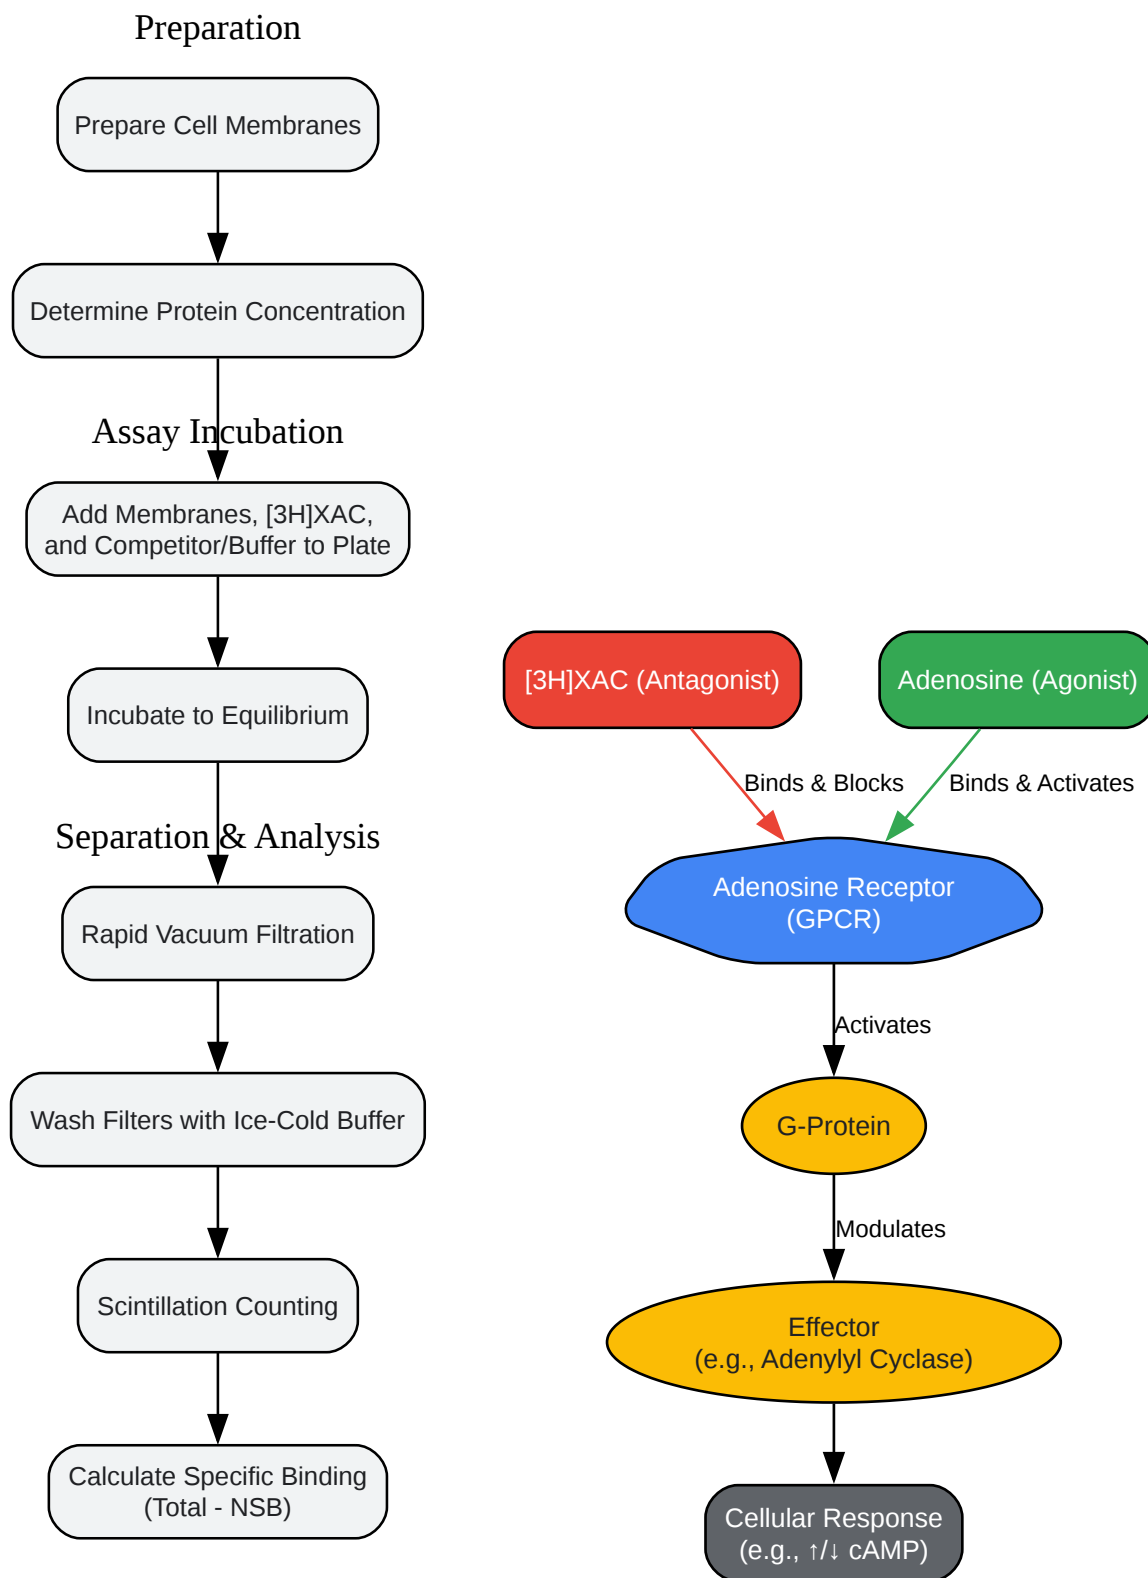 Preparation
Prepare Cell Membranes
Determine Protein Concentration
Assay Incubation
Add Membranes, [3H]XAC,
and Competitor/Buffer to Plate
Incubate to Equilibrium
Separation & Analysis
Rapid Vacuum Filtration
Wash Filters with Ice-Cold Buffer
Scintillation Counting
Calculate Specific Binding
(Total - NSB)
[3H]XAC (Antagonist)
Adenosine (Agonist)
Binds & Blocks
Binds & Activates
Adenosine Receptor
(GPCR)
Activates
G-Protein
Modulates
Effector
(e.g., Adenylyl Cyclase)
Cellular Response
(e.g., ↑/↓ cAMP)